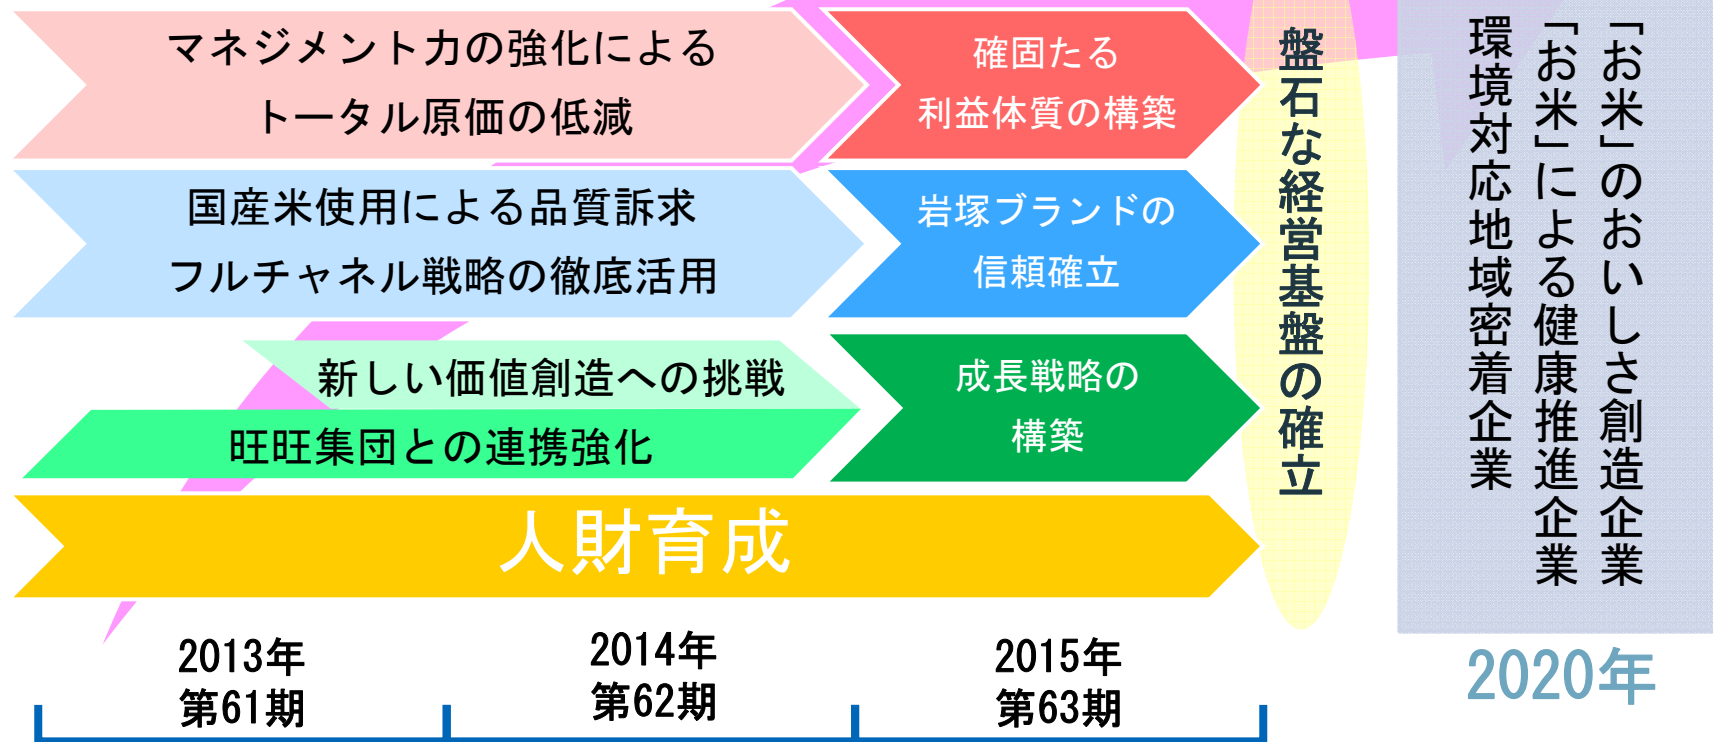 マネジメント力の強化による
トータル原価の低減
確固たる
利益体質の構築
国産米使用による品質訴求
フルチャネル戦略の徹底活用
岩塚ブランドの
信頼確立
新しい価値創造への挑戦
旺旺集団との連携強化
成長戦略の
構築
人財育成
盤石な経営基盤の確立
「お米」のおいしさ創造企業
「お米」による健康推進企業
環境対応地域密着企業
2013年
第61期
2014年
第62期
2015年
第63期
2020年